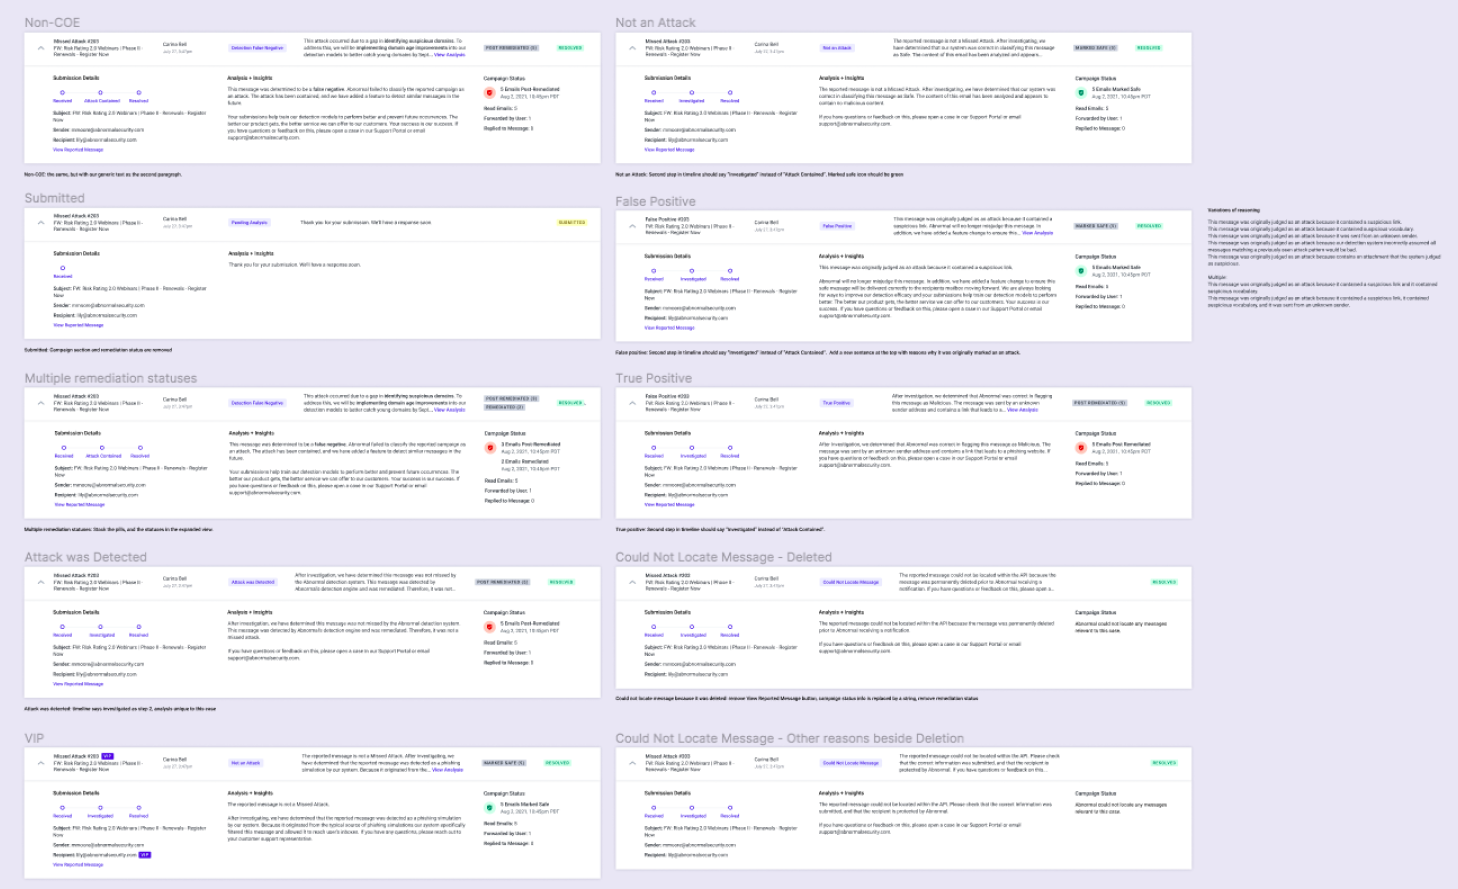 Non-COE
Missed Attack #203
FW: Risk Rating 2.0 Webinars | Phase II -
Renewals - Register Now
Carina Bell
July 27, 3:41pm
Detection False Negative
This attack occurred due to a gap in identifying suspicious domains. To
address this, we will be implementing domain age improvements into our
detection models to better catch young domains by Sept... View Analysis
POST REMEDIATED (5)
RESOLVED
Submission Details
Received
Attack Contained
Resolved
Subject: FW: Risk Rating 2.0 Webinars | Phase II - Renewals - Register
Now
Sender: mmoore@abnormalsecurity.com
Recipient: lily@abnormalsecurity.com
View Reported Message
Analysis + Insights
This message was determined to be a false negative. Abnormal failed to classify the reported campaign as
an attack. The attack has been contained, and we have added a feature to detect similar messages in the
future.
Your submissions help train our detection models to perform better and prevent future occurrences. The
better our product gets, the better service we can offer to our customers. Your success is our success. If
you have questions or feedback on this, please open a case in our Support Portal or email
support@abnormalsecurity.com.
Campaign Status
5 Emails Post-Remediated
Aug 2, 2021, 10:45pm PDT
Read Emails: 5
Forwarded by User: 1
Replied to Message: 0
Non-COE: the same, but with our generic text as the second paragraph.
Not an Attack
Missed Attack #203
FW: Risk Rating 2.0 Webinars | Phase II -
Renewals - Register Now
Carina Bell
July 27, 3:41pm
Not an Attack
The reported message is not a Missed Attack. After investigating, we
have determined that our system was correct in classifying this message
as Safe. The content of this email has been analyzed and appears...
MARKED SAFE (5)
RESOLVED
Submission Details
Received
Investigated
Resolved
Subject: FW: Risk Rating 2.0 Webinars | Phase II - Renewals - Register
Now
Sender: mmoore@abnormalsecurity.com
Recipient: lily@abnormalsecurity.com
View Reported Message
Analysis + Insights
The reported message is not a Missed Attack. After investigation, we have determined that our system was
correct in classifying this message as Safe. The content of this email has been analyzed and appears to
contain no malicious content.
If you have questions or feedback on this, please open a case in our Support Portal or email
support@abnormalsecurity.com.
Campaign Status
5 Emails Marked Safe
Aug 2, 2021, 10:45pm PDT
Read Emails: 5
Forwarded by User: 1
Replied to Message: 0
Not an Attack: Second step in timeline should say "Investigated" instead of "Attack Contained". Marked safe icon should be green
Submitted
Missed Attack #203
FW: Risk Rating 2.0 Webinars | Phase II -
Renewals - Register Now
Carina Bell
July 27, 3:41pm
Pending Analysis
Thank you for your submission. We'll have a response soon.
SUBMITTED
Submission Details
Received
Subject: FW: Risk Rating 2.0 Webinars | Phase II - Renewals - Register
Now
Sender: mmoore@abnormalsecurity.com
Recipient: lily@abnormalsecurity.com
View Reported Message
Analysis + Insights
Thank you for your submission. We'll have a response soon.
Submitted: Campaign section and remediation status are removed
False Positive
False Positive #203
FW: Risk Rating 2.0 Webinars | Phase II -
Renewals - Register Now
Carina Bell
July 27, 3:41pm
False Positive
This message was originally judged as an attack because it contained a
suspicious link. Abnormal will no longer misjudge this message. In
addition, we have added a feature change to ensure this... View Analysis
MARKED SAFE (5)
RESOLVED
Submission Details
Received
Investigated
Resolved
Subject: FW: Risk Rating 2.0 Webinars | Phase II - Renewals - Register
Now
Sender: mmoore@abnormalsecurity.com
Recipient: lily@abnormalsecurity.com
View Reported Message
Analysis + Insights
This message was originally judged as an attack because it contained a suspicious link.
Abnormal will no longer misjudge this message. In addition, we have added a feature change to ensure this
safe message will be delivered correctly to the recipients mailbox moving forward. We are always looking
for ways to improve our detection efficacy and your submissions help train our detection models to perform
better. The better our product gets, the better service we can offer to our customers. Your success is our
success. If you have questions or feedback on this, please open a case in our Support Portal or email
support@abnormalsecurity.com.
Campaign Status
5 Emails Marked Safe
Aug 2, 2021, 10:45pm PDT
Read Emails: 5
Forwarded by User: 1
Replied to Message: 0
False positive: Second step in timeline should say "Investigated" instead of "Attack Contained". Add a new sentence at the top with reasons why it was originally marked an an attack.
Variations of reasoning
This message was originally judged as an attack because it contained a suspicious link.
This message was originally judged as an attack because it contained suspicious vocabulary.
This message was originally judged as an attack because it was sent from an unknown sender.
This message was originally judged as an attack because our detection system incorrectly assumed all
messages matching a previously seen attack pattern would be bad.
This message was originally judged as an attack because contains an attachment that the system judged
as suspicious.
Multiple:
This message was originally judged as an attack because it contained a suspicious link and it contained
suspicious vocabulary.
This message was originally judged as an attack because it contained a suspicious link, it contained
suspicious vocabulary, and it was sent from an unknown sender.
Multiple remediation statuses
Missed Attack #203
FW: Risk Rating 2.0 Webinars | Phase II -
Renewals - Register Now
Carina Bell
July 27, 3:41pm
Detection False Negative
This attack occurred due to a gap in identifying suspicious domains. To
address this, we will be implementing domain age improvements into our
detection models to better catch young domains by Sept... View Analysis
POST REMEDIATED (3)
REMEDIATED (2)
RESOLVED
Submission Details
Received
Attack Contained
Resolved
Subject: FW: Risk Rating 2.0 Webinars | Phase II - Renewals - Register
Now
Sender: mmoore@abnormalsecurity.com
Recipient: lily@abnormalsecurity.com
View Reported Message
Analysis + Insights
This message was determined to be a false negative. Abnormal failed to classify the reported campaign as
an attack. The attack has been contained, and we have added a feature to detect similar messages in the
future.
Your submissions help train our detection models to perform better and prevent future occurrences. The
better our product gets, the better service we can offer to our customers. Your success is our success. If
you have questions or feedback on this, please open a case in our Support Portal or email
support@abnormalsecurity.com.
Campaign Status
3 Emails Post-Remediated
Aug 2, 2021, 10:45pm PDT
2 Emails Remediated
Aug 2, 2021, 10:45pm PDT
Read Emails: 5
Forwarded by User: 1
Replied to Message: 0
Multiple remediation statuses: Stack the pills, and the statuses in the expanded view.
True Positive
False Positive #203
FW: Risk Rating 2.0 Webinars | Phase II -
Renewals - Register Now
Carina Bell
July 27, 3:41pm
True Positive
After investigation, we determined that Abnormal was correct in flagging
this message as Malicious. The message was sent by an unknown
sender address and contains a link that leads to a... View Analysis
POST REMEDIATED (5)
RESOLVED
Submission Details
Received
Investigated
Resolved
Subject: FW: Risk Rating 2.0 Webinars | Phase II - Renewals - Register
Now
Sender: mmoore@abnormalsecurity.com
Recipient: lily@abnormalsecurity.com
View Reported Message
Analysis + Insights
After investigation, we determined that Abnormal was correct in flagging this message as Malicious. The
message was sent by an unknown sender address and contains a link that leads to a phishing website. If
you have questions or feedback on this, please open a case in our Support Portal or email
support@abnormalsecurity.com.
Campaign Status
5 Emails Post Remediated
Aug 2, 2021, 10:45pm PDT
Read Emails: 5
Forwarded by User: 1
Replied to Message: 0
True positive: Second step in timeline should say "Investigated" instead of "Attack Contained".
Attack was Detected
Missed Attack #203
FW: Risk Rating 2.0 Webinars | Phase II -
Renewals - Register Now
Carina Bell
July 27, 3:41pm
Attack was Detected
After investigation, we have determined this message was not missed by
the Abnormal detection system. This message was detected by
Abnormal's detection engine and was remediated. Therefore, it was not...
POST REMEDIATED (5)
RESOLVED
Submission Details
Received
Investigated
Resolved
Subject: FW: Risk Rating 2.0 Webinars | Phase II - Renewals - Register
Now
Sender: mmoore@abnormalsecurity.com
Recipient: lily@abnormalsecurity.com
View Reported Message
Analysis + Insights
After investigation, we have determined this message was not missed by the Abnormal detection system.
This message was detected by Abnormal's detection engine and was remediated. Therefore, it was not a
missed attack.
If you have questions or feedback on this, please open a case in our Support Portal or email
support@abnormalsecurity.com.
Campaign Status
5 Emails Post-Remediated
Aug 2, 2021, 10:45pm PDT
Read Emails: 5
Forwarded by User: 1
Replied to Message: 0
Attack was detected: timeline says investigated as step 2, analysis unique to this case
Could Not Locate Message - Deleted
Missed Attack #203
FW: Risk Rating 2.0 Webinars | Phase II -
Renewals - Register Now
Carina Bell
July 27, 3:41pm
Could Not Locate Message
The reported message could not be located within the API because the
message was permanently deleted prior to Abnormal receiving a
notification. If you have questions or feedback on this, please open a...
RESOLVED
Submission Details
Received
Investigated
Resolved
Subject: FW: Risk Rating 2.0 Webinars | Phase II - Renewals - Register
Now
Sender: mmoore@abnormalsecurity.com
Recipient: lily@abnormalsecurity.com
Analysis + Insights
The reported message could not be located within the API because the message was permanently deleted
prior to Abnormal receiving a notification.
If you have questions or feedback on this, please open a case in our Support Portal or email
support@abnormalsecurity.com.
Campaign Status
Abnormal could not locate any messages
relevant to this case.
Could not locate message because it was deleted: remove View Reported Message button, campaign status info is replaced by a string, remove remediation status
VIP
Missed Attack #203 VIP
FW: Risk Rating 2.0 Webinars | Phase II -
Renewals - Register Now
Carina Bell
July 27, 3:41pm
Not an Attack
The reported message is not a Missed Attack. After investigating, we
have determined that the reported message was detected as a phishing
simulation by our system. Because it originated from the... View Analysis
MARKED SAFE (5)
RESOLVED
Submission Details
Received
Investigated
Resolved
Subject: FW: Risk Rating 2.0 Webinars | Phase II - Renewals - Register
Now
Sender: mmoore@abnormalsecurity.com
Recipient: lily@abnormalsecurity.com VIP
View Reported Message
Analysis + Insights
The reported message is not a Missed Attack.
After investigating, we have determined that the reported message was detected as a phishing simulation
by our system. Because it originated from the typical source of phishing simulations our system specifically
filtered this message and allowed it to reach user's inboxes. If you have any questions, please reach out to
your customer support representative.
Campaign Status
5 Emails Marked Safe
Aug 2, 2021, 10:45pm PDT
Read Emails: 5
Forwarded by User: 1
Replied to Message: 0
Could Not Locate Message - Other reasons beside Deletion
Missed Attack #203
FW: Risk Rating 2.0 Webinars | Phase II -
Renewals - Register Now
Carina Bell
July 27, 3:41pm
Could Not Locate Message
The reported message could not be located within the API. Please check
that the correct information was submitted, and that the recipient is
protected by Abnormal. If you have questions or feedback on this...
RESOLVED
Submission Details
Received
Investigated
Resolved
Subject: FW: Risk Rating 2.0 Webinars | Phase II - Renewals - Register
Now
Sender: mmoore@abnormalsecurity.com
Recipient: lily@abnormalsecurity.com
Analysis + Insights
The reported message could not be located within the API. Please check that the correct information was
submitted, and that the recipient is protected by Abnormal.
If you have questions or feedback on this, please open a case in our Support Portal or email
support@abnormalsecurity.com.
Campaign Status
Abnormal could not locate any messages
relevant to this case.